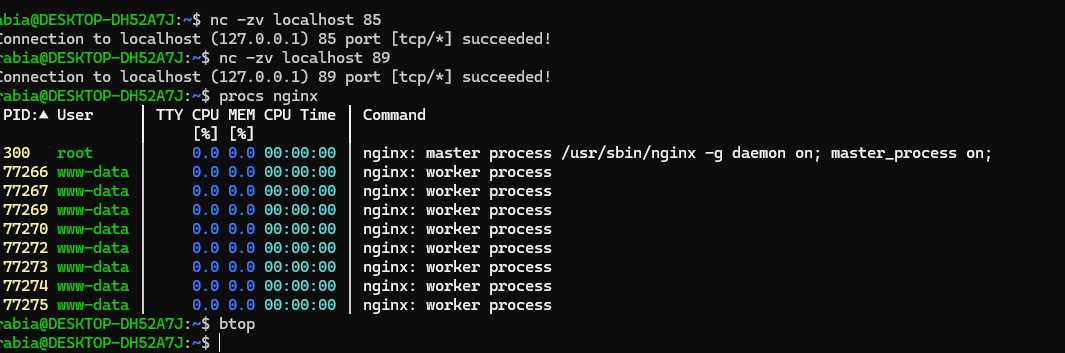 abia@DESKTOP-DH52A7J:~$ nc -zv localhost 85
Connection to localhost (127.0.0.1) 85 port [tcp/*] succeeded!
rabia@DESKTOP-DH52A7J:~$ nc -zv localhost 89
Connection to localhost (127.0.0.1) 89 port [tcp/*] succeeded!
rabia@DESKTOP-DH52A7J:~$ procs nginx
PID:▲ User │ TTY CPU MEM CPU Time │ Command
│ [%] [%] │
300 root │ 0.0 0.0 00:00:00 │ nginx: master process /usr/sbin/nginx -g daemon on; master_process on;
77266 www-data │ 0.0 0.0 00:00:00 │ nginx: worker process
77267 www-data │ 0.0 0.0 00:00:00 │ nginx: worker process
77269 www-data │ 0.0 0.0 00:00:00 │ nginx: worker process
77270 www-data │ 0.0 0.0 00:00:00 │ nginx: worker process
77272 www-data │ 0.0 0.0 00:00:00 │ nginx: worker process
77273 www-data │ 0.0 0.0 00:00:00 │ nginx: worker process
77274 www-data │ 0.0 0.0 00:00:00 │ nginx: worker process
77275 www-data │ 0.0 0.0 00:00:00 │ nginx: worker process
rabia@DESKTOP-DH52A7J:~$ btop
rabia@DESKTOP-DH52A7J:~$